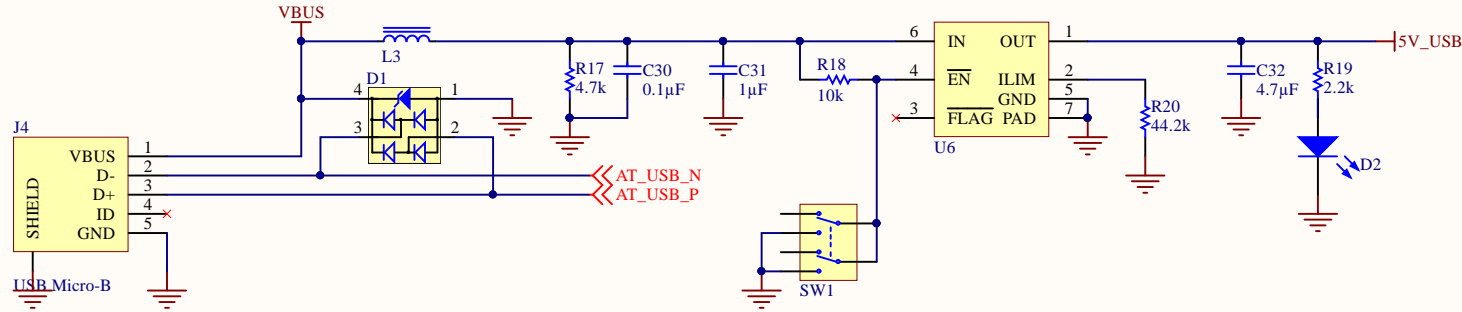 VBUS
L3
D1
4
1
3
2
R17
4.7k
C30
0.1µF
C31
1µF
R18
10k
6
IN
OUT
1
4
EN
ILIM
2
GND
5
3
FLAG
PAD
7
U6
R20
44.2k
C32
4.7µF
R19
2.2k
D2
5V_USB
J4
VBUS
1
D-
2
D+
3
ID
4
GND
5
SHIELD
USB Micro-B
AT_USB_N
AT_USB_P
SW1